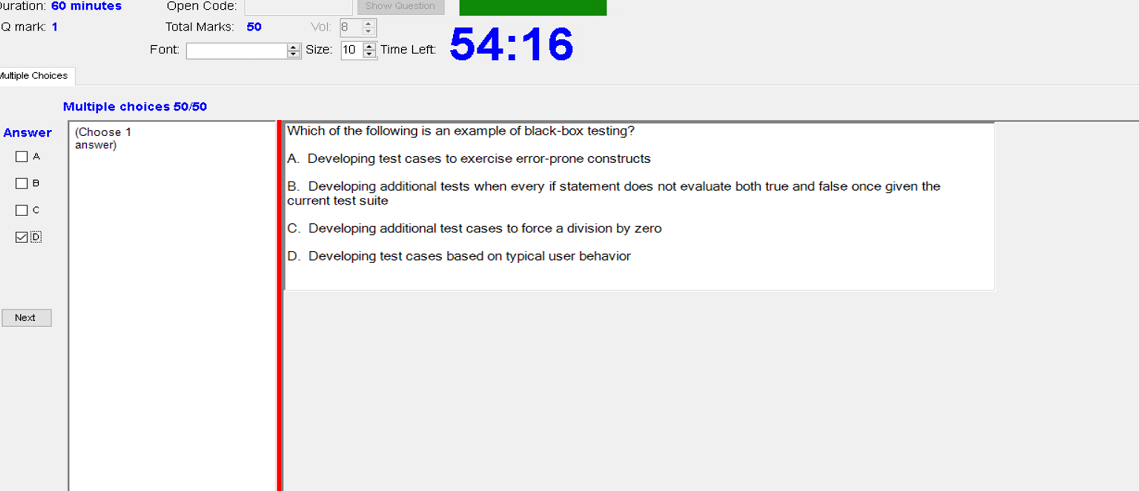 Duration: 60 minutes Open Code: Show Question
Q mark: 1 Total Marks: 50 Vol: 8
Font: Size: 10 Time Left: 54:16
Multiple Choices
Multiple choices 50/50
Answer
(Choose 1
answer)
A
B
C
D
Next
Which of the following is an example of black-box testing?
A. Developing test cases to exercise error-prone constructs
B. Developing additional tests when every if statement does not evaluate both true and false once given the
current test suite
C. Developing additional test cases to force a division by zero
D. Developing test cases based on typical user behavior